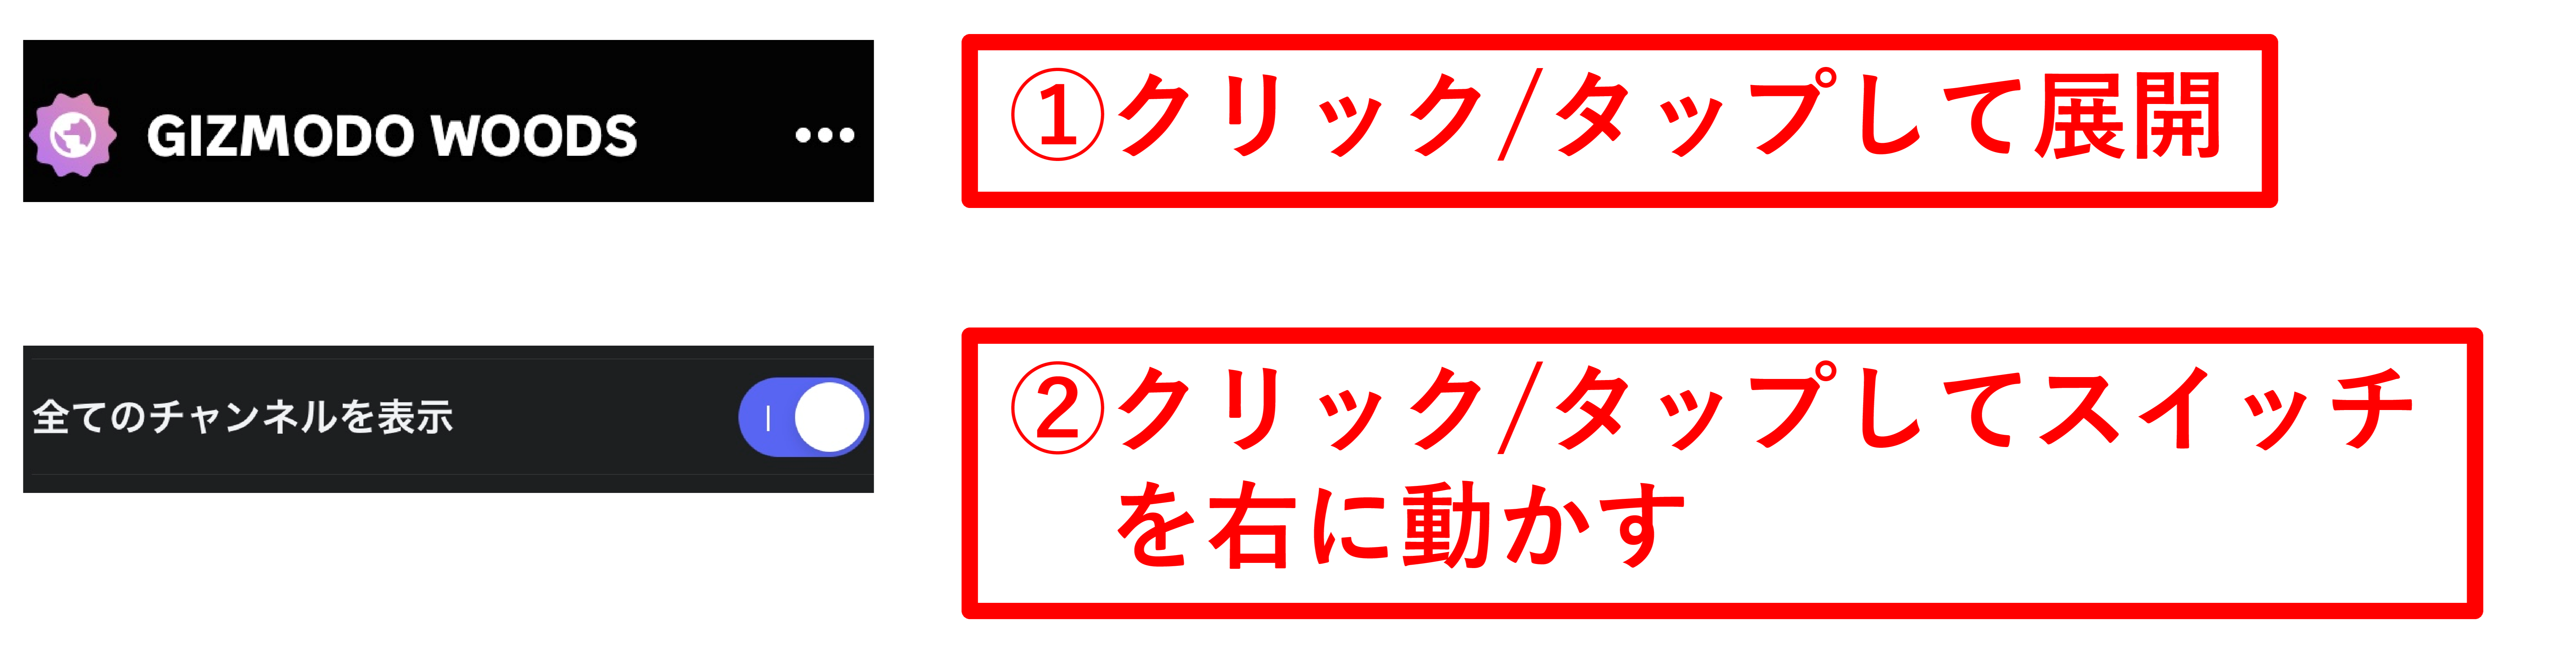 GIZMODO WOODS
①クリック/タップして展開
全てのチャンネルを表示
②クリック/タップしてスイッチ
を右に動かす